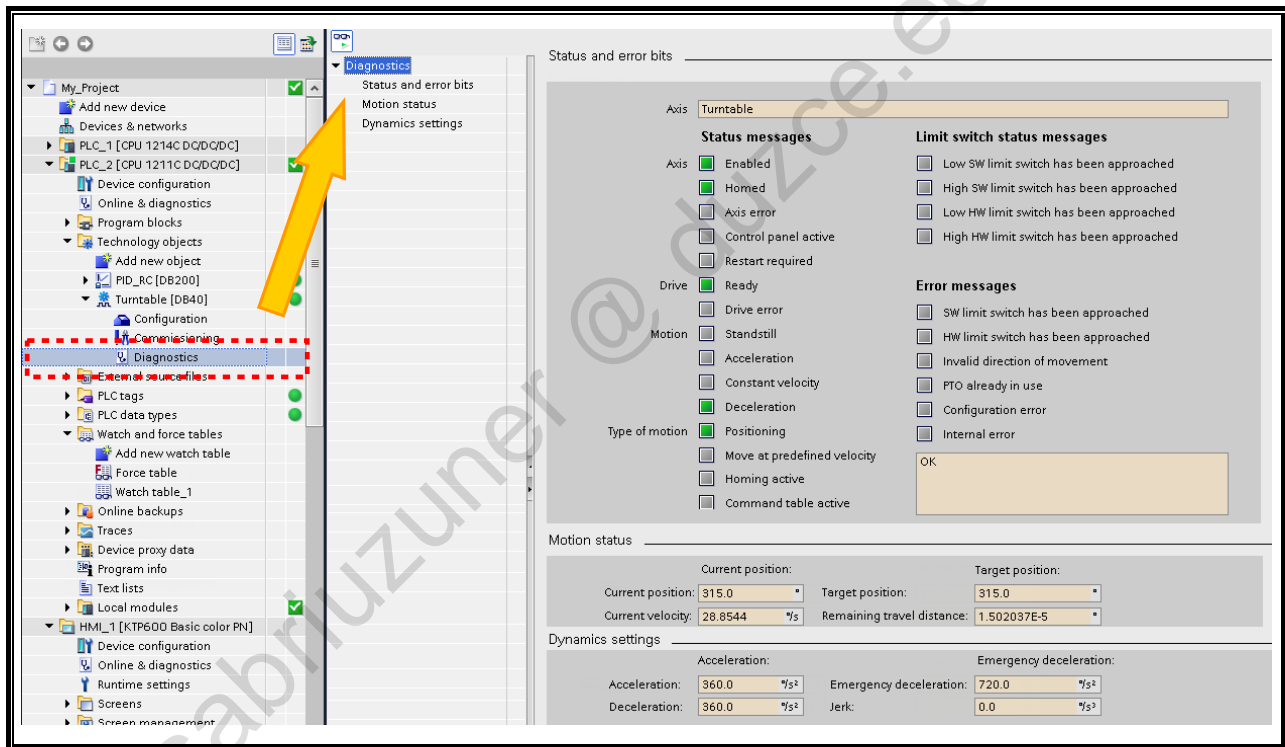 My_Project
Add new device
Devices & networks
PLC_1 [CPU 1214C DC/DC/DC]
PLC_2 [CPU 1211C DC/DC/DC]
Device configuration
Online & diagnostics
Program blocks
Technology objects
Add new object
PID_RC [DB200]
Turntable [DB40]
Configuration
Commissioning
Diagnostics
External source files
PLC tags
PLC data types
Watch and force tables
Add new watch table
Force table
Watch table_1
Online backups
Traces
Device proxy data
Program info
Text lists
Local modules
HMI_1 [KTP600 Basic color PN]
Device configuration
Online & diagnostics
Runtime settings
Screens
Screen management
Diagnostics
Status and error bits
Motion status
Dynamics settings
Status and error bits
Axis Turntable
Status messages
Axis Enabled
Homed
Axis error
Control panel active
Restart required
Drive Ready
Drive error
Motion Standstill
Acceleration
Constant velocity
Deceleration
Type of motion Positioning
Move at predefined velocity
Homing active
Command table active
Limit switch status messages
Low SW limit switch has been approached
High SW limit switch has been approached
Low HW limit switch has been approached
High HW limit switch has been approached
Error messages
SW limit switch has been approached
HW limit switch has been approached
Invalid direction of movement
PTO already in use
Configuration error
Internal error
OK
Motion status
Current position: Target position:
Current position: 315.0 ° Target position: 315.0 °
Current velocity: 28.8544 °/s Remaining travel distance: 1.502037E-5 °
Dynamics settings
Acceleration: Emergency deceleration:
Acceleration: 360.0 °/s² Emergency deceleration: 720.0 °/s²
Deceleration: 360.0 °/s² Jerk: 0.0 °/s³
sabriuzuner @ duzce.e